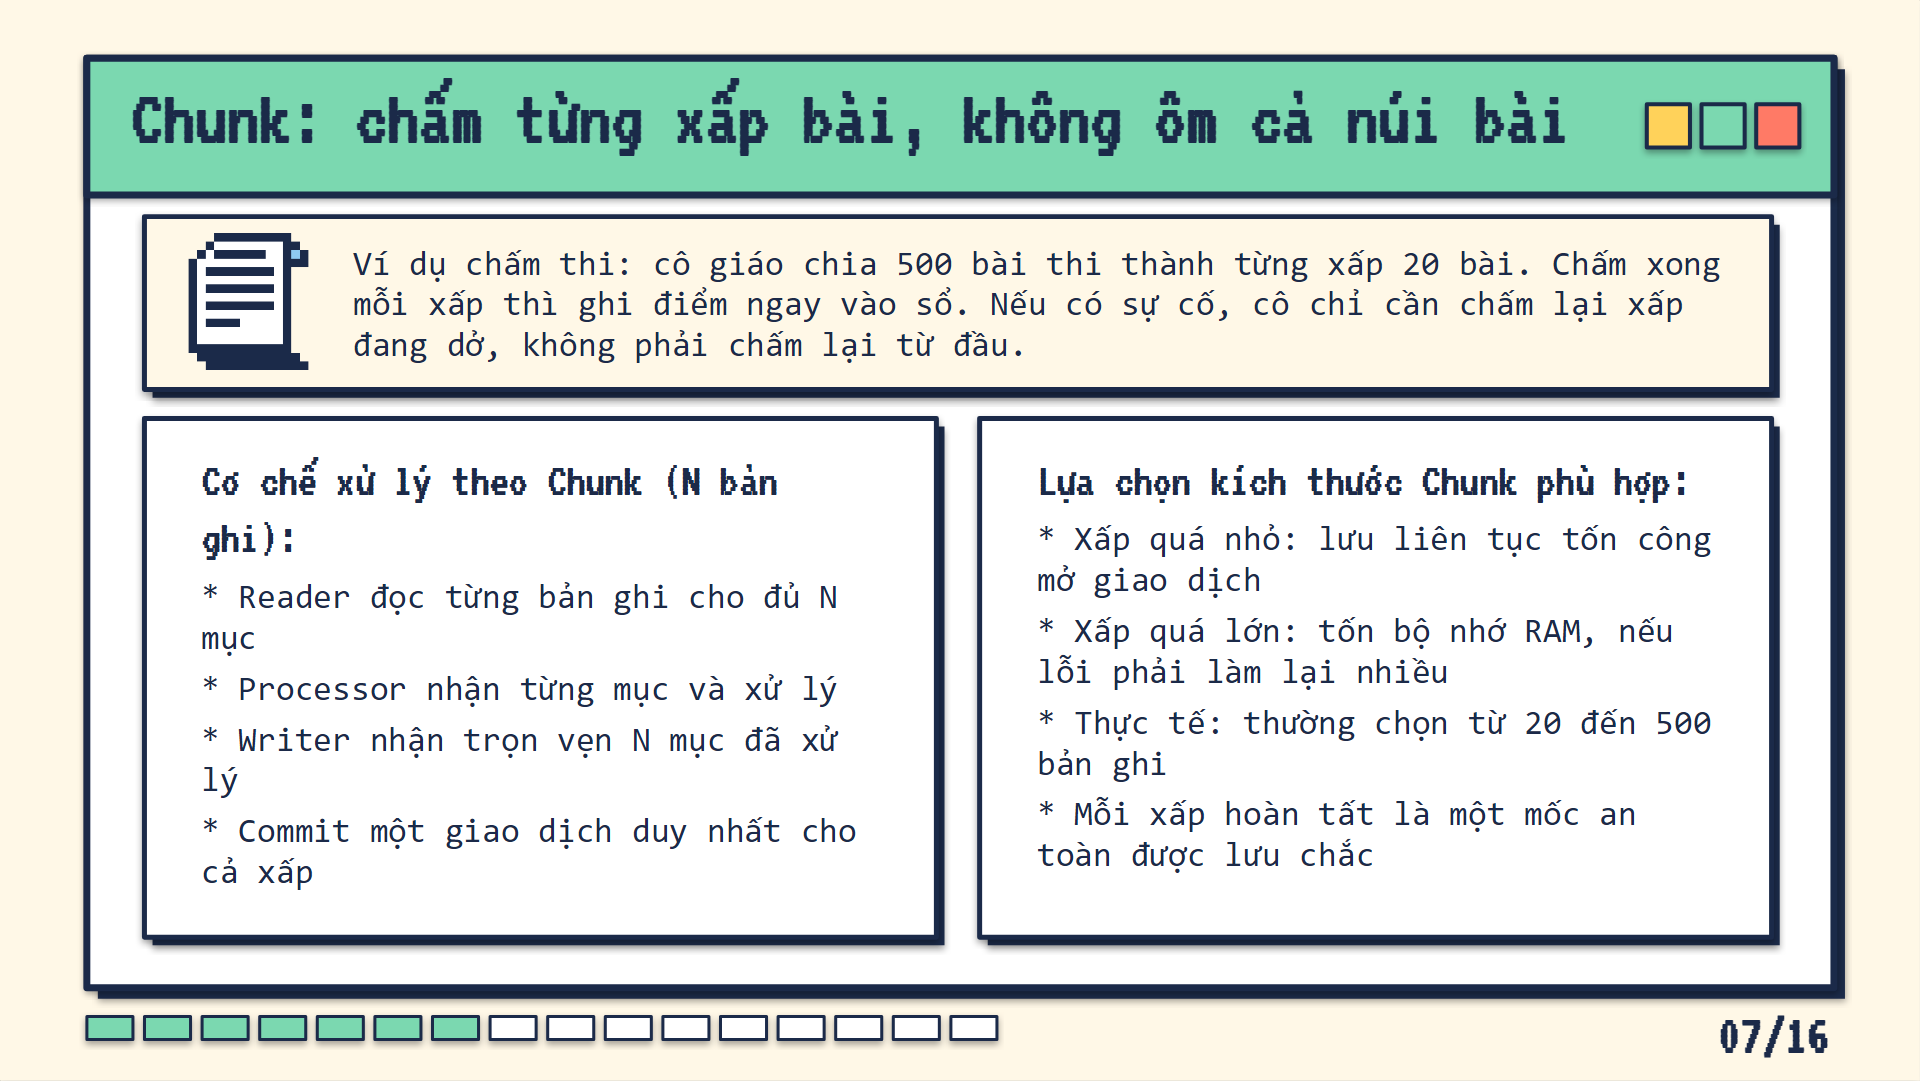 Chunk: chấm từng xấp bài, không ôm cả núi bài
Ví dụ chấm thi: cô giáo chia 500 bài thi thành từng xấp 20 bài. Chấm xong
mỗi xấp thì ghi điểm ngay vào sổ. Nếu có sự cố, cô chỉ cần chấm lại xấp
đang dở, không phải chấm lại từ đầu.
Cơ chế xử lý theo Chunk (N bản
ghi):
* Reader đọc từng bản ghi cho đủ N
mục
* Processor nhận từng mục và xử lý
* Writer nhận trọn vẹn N mục đã xử
lý
* Commit một giao dịch duy nhất cho
cả xấp
Lựa chọn kích thước Chunk phù hợp:
* Xấp quá nhỏ: lưu liên tục tốn công
mở giao dịch
* Xấp quá lớn: tốn bộ nhớ RAM, nếu
lỗi phải làm lại nhiều
* Thực tế: thường chọn từ 20 đến 500
bản ghi
* Mỗi xấp hoàn tất là một mốc an
toàn được lưu chắc
07/16